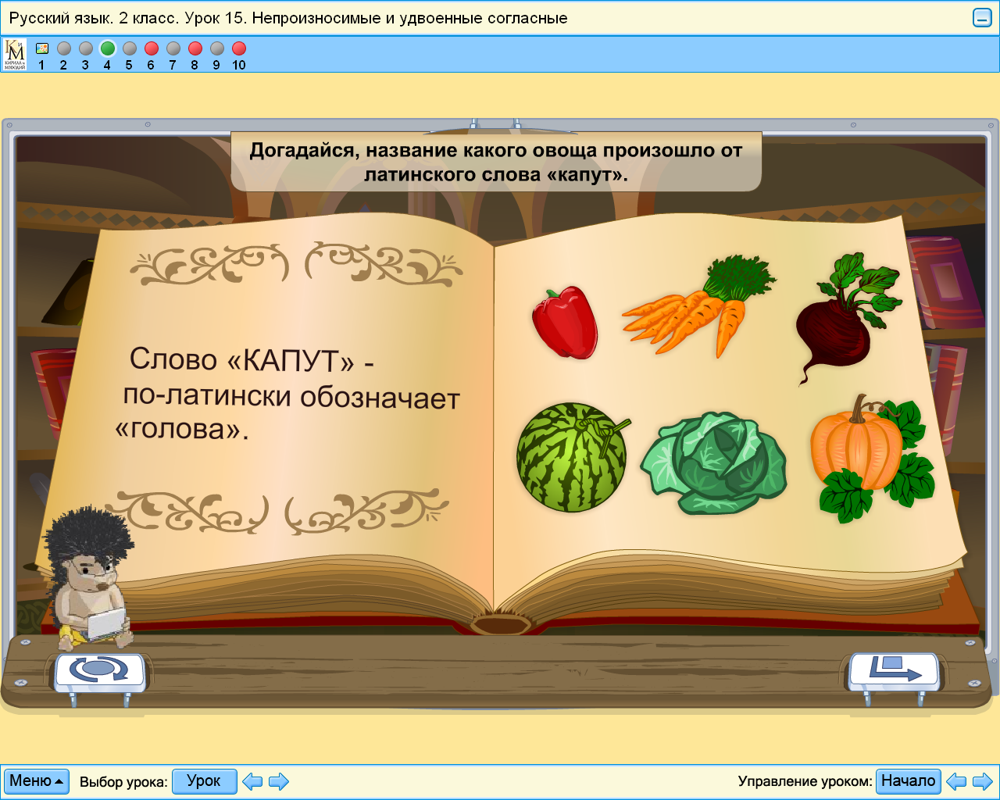 Русский язык. 2 класс. Урок 15. Непроизносимые и удвоенные согласные
К и М
КИРИЛЛ и
МЕФОДИЙ
1 2 3 4 5 6 7 8 9 10
Догадайся, название какого овоща произошло от
латинского слова «капут».
Слово «КАПУТ» -
по-латински обозначает
«голова».
Меню Выбор урока: Урок Управление уроком: Начало